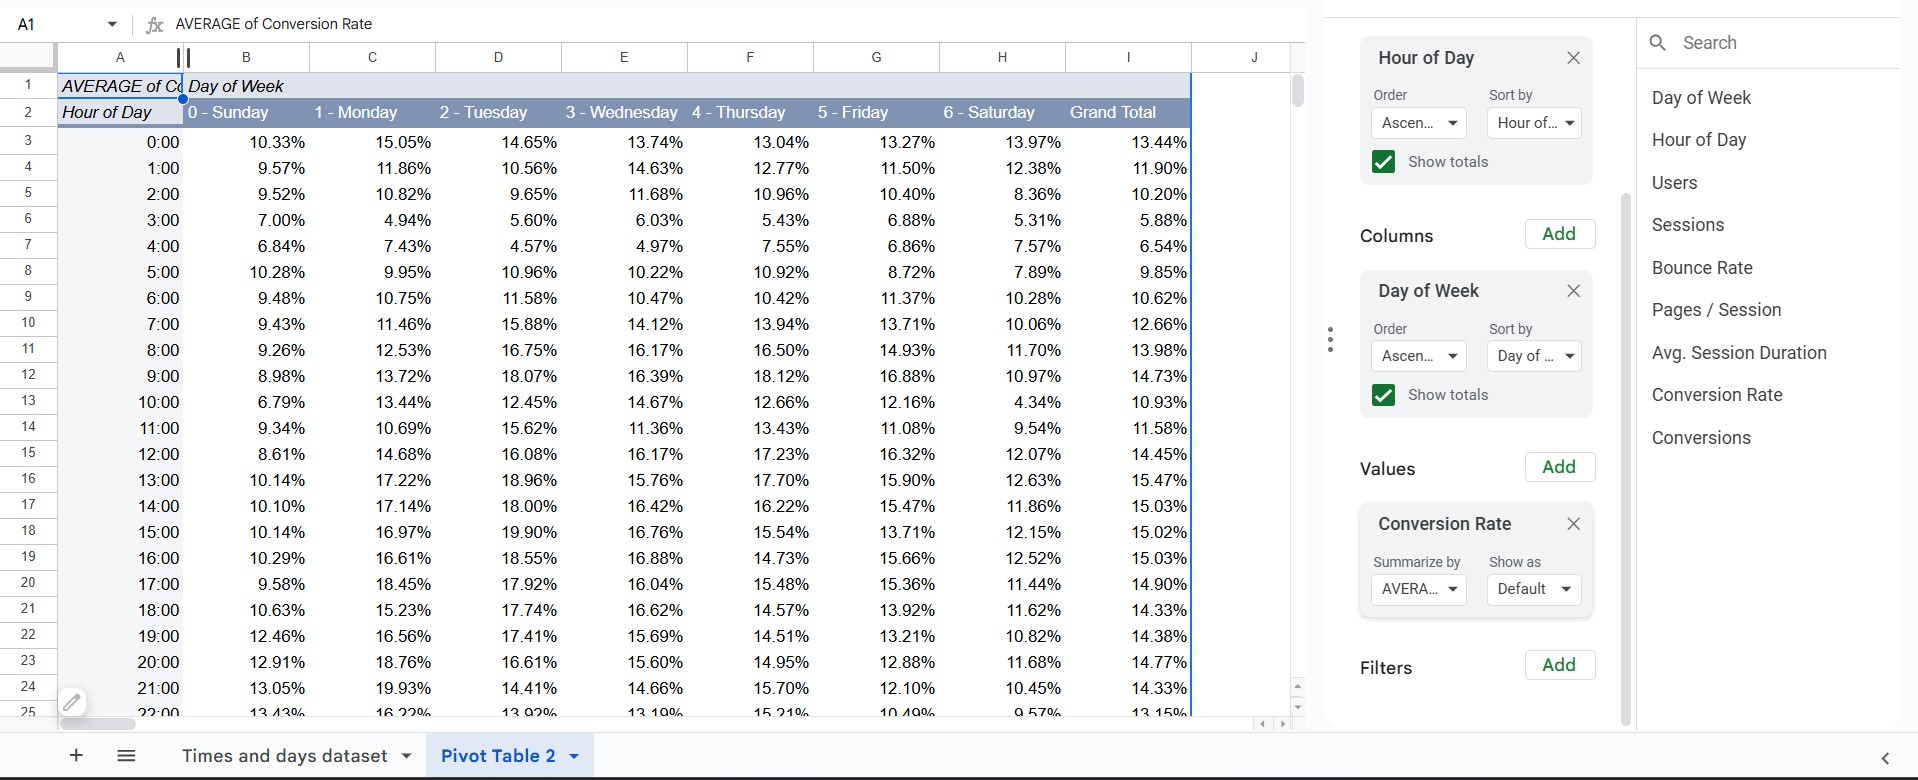 A1 fx AVERAGE of Conversion Rate
A B C D E F G H I J
1 AVERAGE of Co Day of Week
2 Hour of Day 0 - Sunday 1 - Monday 2 - Tuesday 3 - Wednesday 4 - Thursday 5 - Friday 6 - Saturday Grand Total
3 0:00 10.33% 15.05% 14.65% 13.74% 13.04% 13.27% 13.97% 13.44%
4 1:00 9.57% 11.86% 10.56% 14.63% 12.77% 11.50% 12.38% 11.90%
5 2:00 9.52% 10.82% 9.65% 11.68% 10.96% 10.40% 8.36% 10.20%
6 3:00 7.00% 4.94% 5.60% 6.03% 5.43% 6.88% 5.31% 5.88%
7 4:00 6.84% 7.43% 4.57% 4.97% 7.55% 6.86% 7.57% 6.54%
8 5:00 10.28% 9.95% 10.96% 10.22% 10.92% 8.72% 7.89% 9.85%
9 6:00 9.48% 10.75% 11.58% 10.47% 10.42% 11.37% 10.28% 10.62%
10 7:00 9.43% 11.46% 15.88% 14.12% 13.94% 13.71% 10.06% 12.66%
11 8:00 9.26% 12.53% 16.75% 16.17% 16.50% 14.93% 11.70% 13.98%
12 9:00 8.98% 13.72% 18.07% 16.39% 18.12% 16.88% 10.97% 14.73%
13 10:00 6.79% 13.44% 12.45% 14.67% 12.66% 12.16% 4.34% 10.93%
14 11:00 9.34% 10.69% 15.62% 11.36% 13.43% 11.08% 9.54% 11.58%
15 12:00 8.61% 14.68% 16.08% 16.17% 17.23% 16.32% 12.07% 14.45%
16 13:00 10.14% 17.22% 18.96% 15.76% 17.70% 15.90% 12.63% 15.47%
17 14:00 10.10% 17.14% 18.00% 16.42% 16.22% 15.47% 11.86% 15.03%
18 15:00 10.14% 16.97% 19.90% 16.76% 15.54% 13.71% 12.15% 15.02%
19 16:00 10.29% 16.61% 18.55% 16.88% 14.73% 15.66% 12.52% 15.03%
20 17:00 9.58% 18.45% 17.92% 16.04% 15.48% 15.36% 11.44% 14.90%
21 18:00 10.63% 15.23% 17.74% 16.62% 14.57% 13.92% 11.62% 14.33%
22 19:00 12.46% 16.56% 17.41% 15.69% 14.51% 13.21% 10.82% 14.38%
23 20:00 12.91% 18.76% 16.61% 15.60% 14.95% 12.88% 11.68% 14.77%
24 21:00 13.05% 19.93% 14.41% 14.66% 15.70% 12.10% 10.45% 14.33%
25 22:00 13.43% 16.22% 13.92% 13.19% 15.21% 10.49% 9.57% 13.15%
Times and days dataset Pivot Table 2
Hour of Day
Order Sort by
Ascen... Hour of...
Show totals
Columns Add
Day of Week
Order Sort by
Ascen... Day of ...
Show totals
Values Add
Conversion Rate
Summarize by Show as
AVERA... Default
Filters Add
Search
Day of Week
Hour of Day
Users
Sessions
Bounce Rate
Pages / Session
Avg. Session Duration
Conversion Rate
Conversions